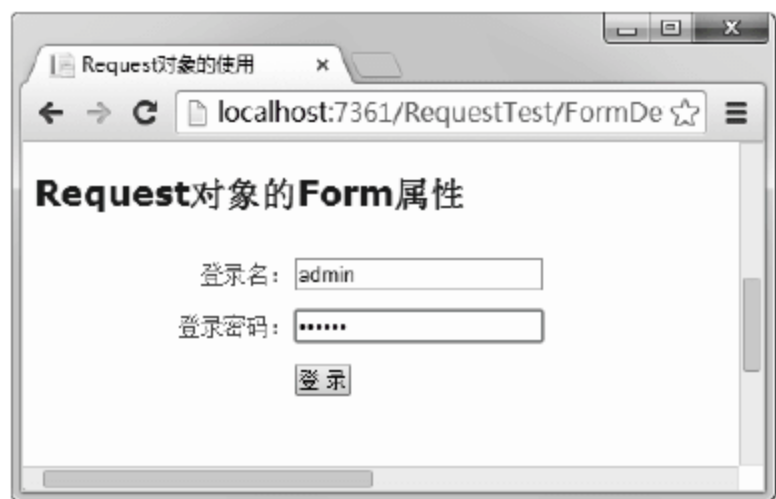 Request对象的使用
localhost:7361/RequestTest/FormDe
Request对象的Form属性
登录名：admin
登录密码：••••••
登 录